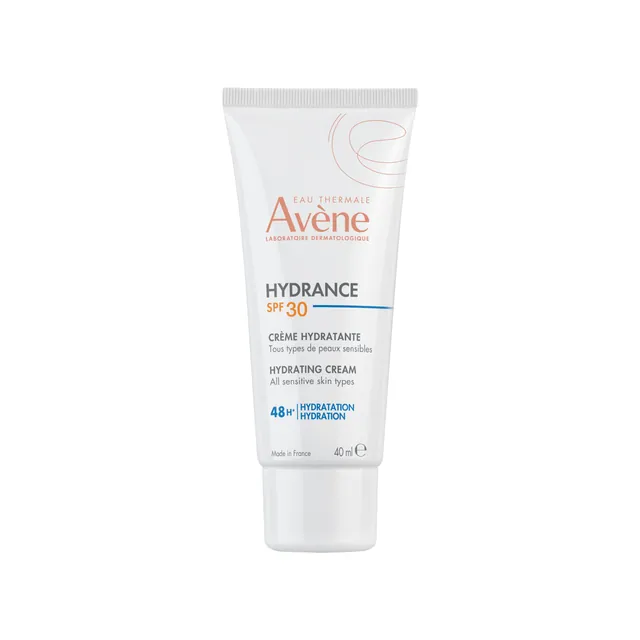 EAU THERMALE
Avène
LABORATOIRE DERMATOLOGIQUE
HYDRANCE
SPF 30
CRÈME HYDRATANTE
Tous types de peaux sensibles
HYDRATING CREAM
All sensitive skin types
48H* HYDRATATION
HYDRATION
Made in France 40 ml ℮